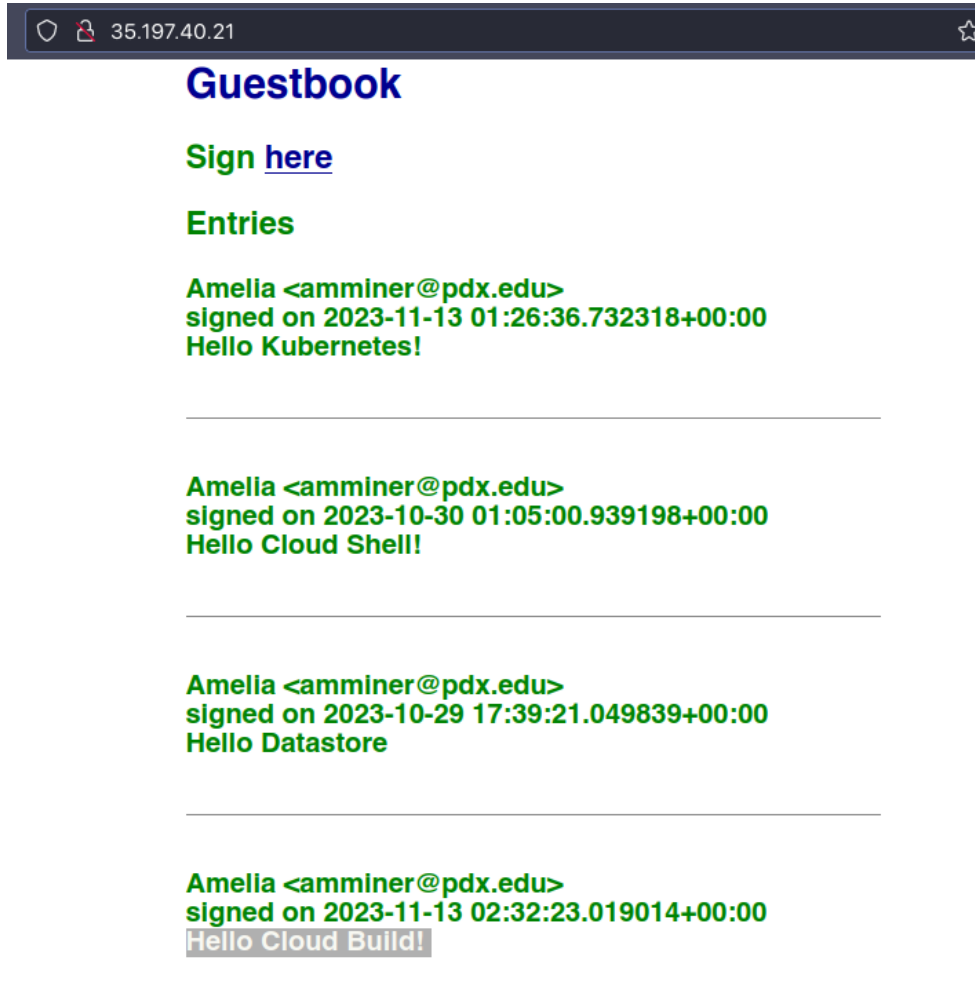 35.197.40.21
Guestbook
Sign here
Entries
Amelia <amminer@pdx.edu>
signed on 2023-11-13 01:26:36.732318+00:00
Hello Kubernetes!
Amelia <amminer@pdx.edu>
signed on 2023-10-30 01:05:00.939198+00:00
Hello Cloud Shell!
Amelia <amminer@pdx.edu>
signed on 2023-10-29 17:39:21.049839+00:00
Hello Datastore
Amelia <amminer@pdx.edu>
signed on 2023-11-13 02:32:23.019014+00:00
Hello Cloud Build!